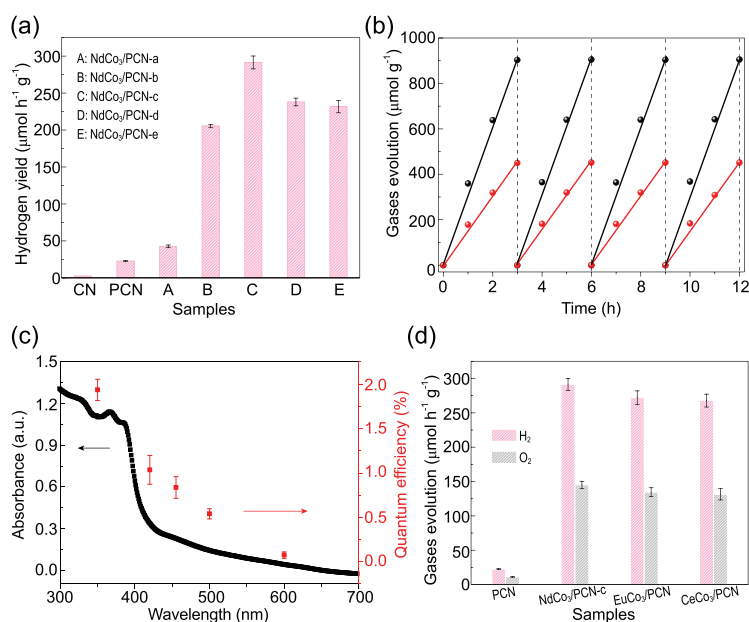 (a)
Hydrogen yield (μmol h⁻¹ g⁻¹)
300
250
200
150
100
50
0
A: NdCo₃/PCN-a
B: NdCo₃/PCN-b
C: NdCo₃/PCN-c
D: NdCo₃/PCN-d
E: NdCo₃/PCN-e
CN PCN A B C D E
Samples
(b)
Gases evolution (μmol g⁻¹)
1000
800
600
400
200
0
0 2 4 6 8 10 12
Time (h)
(c)
Absorbance (a.u.)
1.5
1.2
0.9
0.6
0.3
0.0
300 400 500 600 700
Wavelength (nm)
2.0
1.5
1.0
0.5
0.0
Quantum efficiency (%)
(d)
Gases evolution (μmol h⁻¹ g⁻¹)
300
250
200
150
100
50
0
H₂
O₂
PCN NdCo₃/PCN-c EuCo₃/PCN CeCo₃/PCN
Samples